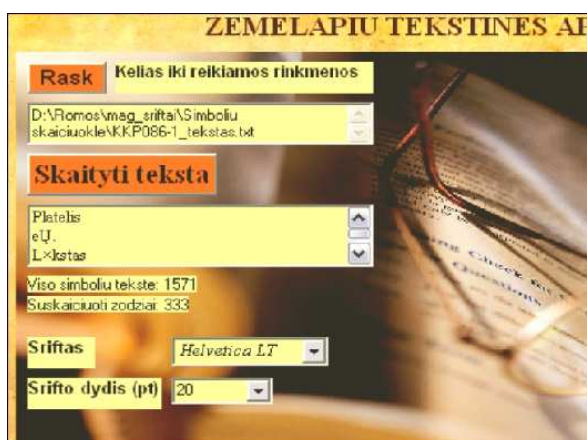 ZEMELAPIU TEKSTINES
Rask Kelias iki reikiamos rinkmenos
D:\Romos\mag_sriftai\Simboliu
skaiciuokle\KKP086-1_tekstas.txt
Skaityti teksta
Platelis
eŲ.
L×kstas
Viso simboliu tekste: 1571
Suskaiciuoti zodziai: 333
Sriftas Helvetica LT
Srifto dydis (pt) 20
Questions